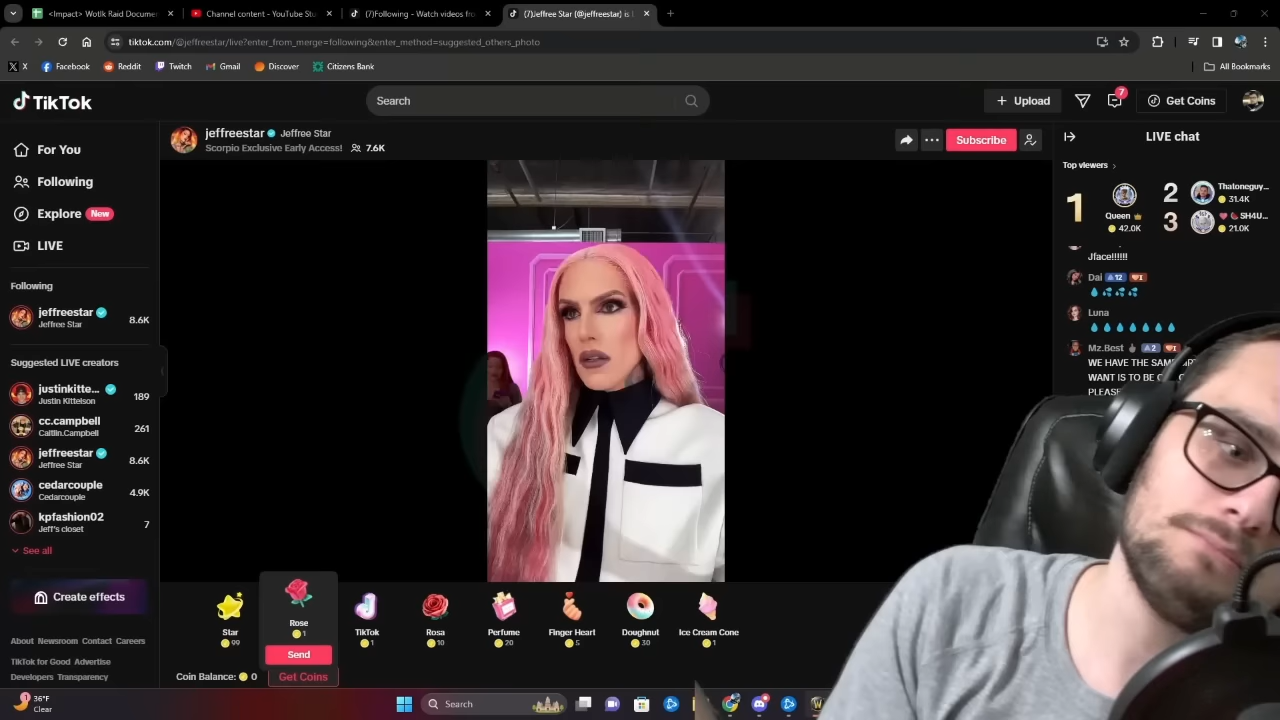 <Impact> Wotlk Raid Docume
Channel content - YouTube Stu
(7)Following - Watch videos fro
(7)Jeffree Star (@jeffreestar) is L
tiktok.com/@jeffreestar/live?enter_from_merge=following&enter_method=suggested_others_photo
X
Facebook
Reddit
Twitch
Gmail
Discover
Citizens Bank
All Bookmarks
TikTok
Search
Upload
7
Get Coins
For You
Following
Explore New
LIVE
Following
jeffreestar
Jeffree Star
8.6K
Suggested LIVE creators
justinkitte...
Justin Kittelson
189
cc.campbell
Caitlin.Campbell
261
jeffreestar
Jeffree Star
8.6K
cedarcouple
Cedarcouple
4.9K
kpfashion02
Jeff's closet
7
See all
Create effects
About Newsroom Contact Careers
TikTok for Good Advertise
Developers Transparency
jeffreestar Jeffree Star
Scorpio Exclusive Early Access! 7.6K
Subscribe
LIVE chat
Top viewers
1
Queen
42.0K
2
Thatoneguy...
31.4K
3
SH4U...
21.0K
Jface!!!!!!
Dai 12 I
Luna
Mz.Best 2 I
WE HAVE THE SAME
WANT IS TO BE
PLEASE
Star
99
Rose
1
Send
TikTok
1
Rosa
10
Perfume
20
Finger Heart
5
Doughnut
30
Ice Cream Cone
1
Coin Balance: 0
Get Coins
36°F
Clear
Search